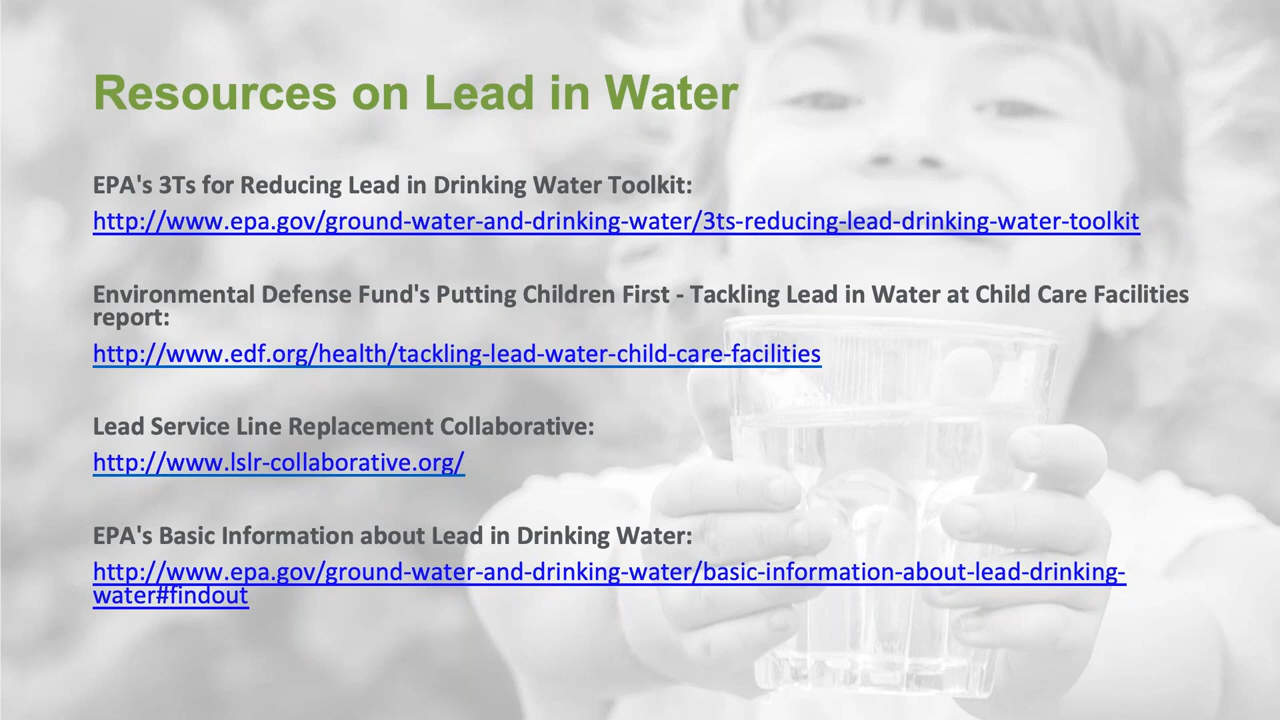 Resources on Lead in Water
EPA's 3Ts for Reducing Lead in Drinking Water Toolkit:
http://www.epa.gov/ground-water-and-drinking-water/3ts-reducing-lead-drinking-water-toolkit
Environmental Defense Fund's Putting Children First - Tackling Lead in Water at Child Care Facilities
report:
http://www.edf.org/health/tackling-lead-water-child-care-facilities
Lead Service Line Replacement Collaborative:
http://www.lslr-collaborative.org/
EPA's Basic Information about Lead in Drinking Water:
http://www.epa.gov/ground-water-and-drinking-water/basic-information-about-lead-drinking-
water#findout